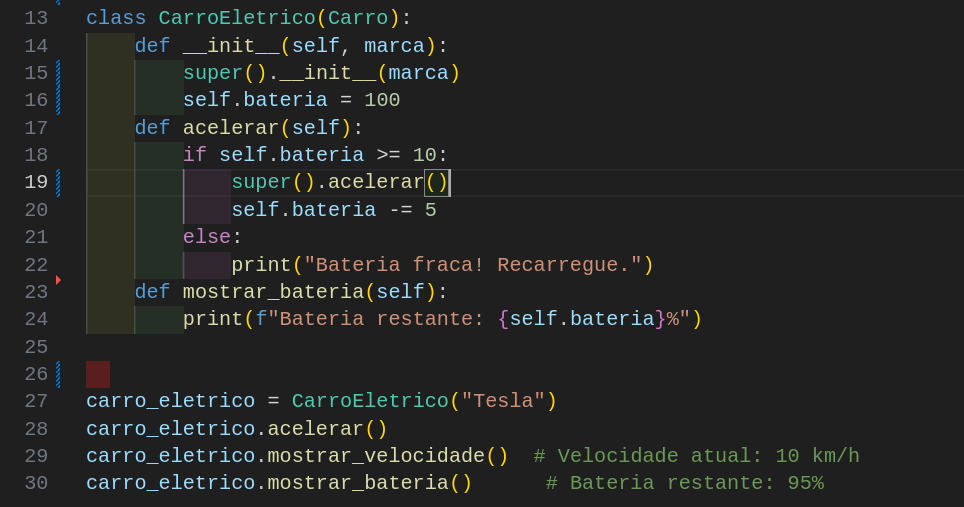 13 class CarroEletrico(Carro):
14     def __init__(self, marca):
15         super().__init__(marca)
16         self.bateria = 100
17     def acelerar(self):
18         if self.bateria >= 10:
19             super().acelerar()
20             self.bateria -= 5
21         else:
22             print("Bateria fraca! Recarregue.")
23     def mostrar_bateria(self):
24         print(f"Bateria restante: {self.bateria}%")
25
26
27 carro_eletrico = CarroEletrico("Tesla")
28 carro_eletrico.acelerar()
29 carro_eletrico.mostrar_velocidade()  # Velocidade atual: 10 km/h
30 carro_eletrico.mostrar_bateria()      # Bateria restante: 95%